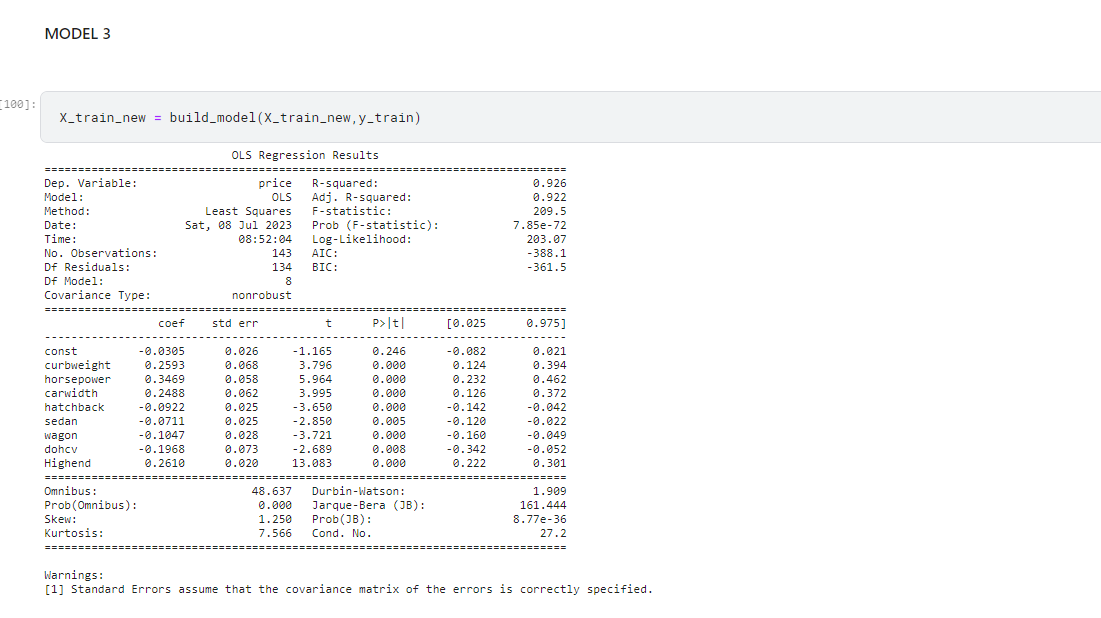 MODEL 3
[100]:
X_train_new = build_model(X_train_new,y_train)
OLS Regression Results
==============================================================================
Dep. Variable: price R-squared: 0.926
Model: OLS Adj. R-squared: 0.922
Method: Least Squares F-statistic: 209.5
Date: Sat, 08 Jul 2023 Prob (F-statistic): 7.85e-72
Time: 08:52:04 Log-Likelihood: 203.07
No. Observations: 143 AIC: -388.1
Df Residuals: 134 BIC: -361.5
Df Model: 8
Covariance Type: nonrobust
==============================================================================
coef std err t P>|t| [0.025 0.975]
------------------------------------------------------------------------------
const -0.0305 0.026 -1.165 0.246 -0.082 0.021
curbweight 0.2593 0.068 3.796 0.000 0.124 0.394
horsepower 0.3469 0.058 5.964 0.000 0.232 0.462
carwidth 0.2488 0.062 3.995 0.000 0.126 0.372
hatchback -0.0922 0.025 -3.650 0.000 -0.142 -0.042
sedan -0.0711 0.025 -2.850 0.005 -0.120 -0.022
wagon -0.1047 0.028 -3.721 0.000 -0.160 -0.049
dohcv -0.1968 0.073 -2.689 0.008 -0.342 -0.052
Highend 0.2610 0.020 13.083 0.000 0.222 0.301
==============================================================================
Omnibus: 48.637 Durbin-Watson: 1.909
Prob(Omnibus): 0.000 Jarque-Bera (JB): 161.444
Skew: 1.250 Prob(JB): 8.77e-36
Kurtosis: 7.566 Cond. No. 27.2
==============================================================================
Warnings:
[1] Standard Errors assume that the covariance matrix of the errors is correctly specified.